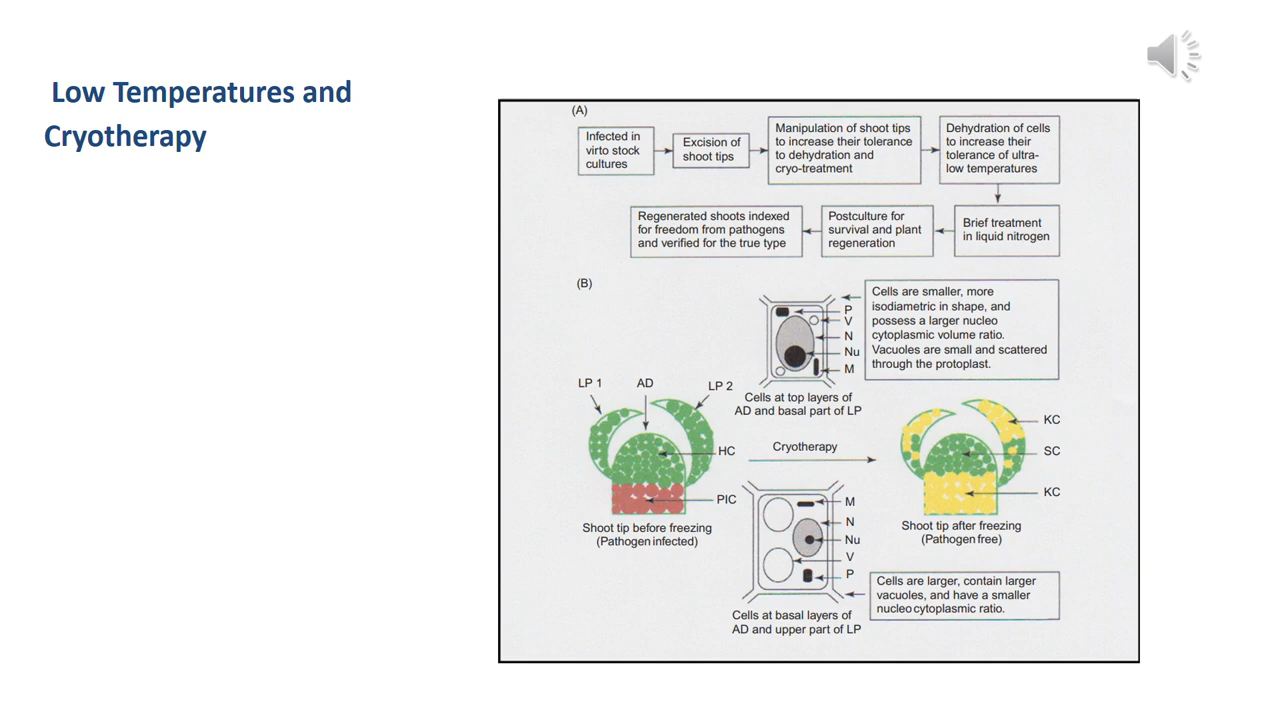 Low Temperatures and
Cryotherapy
(A)
Infected in
virto stock
cultures
Excision of
shoot tips
Manipulation of shoot tips
to increase their tolerance
to dehydration and
cryo-treatment
Dehydration of cells
to increase their
tolerance of ultra-
low temperatures
Regenerated shoots indexed
for freedom from pathogens
and verified for the true type
Postculture for
survival and plant
regeneration
Brief treatment
in liquid nitrogen
(B)
Cells are smaller, more
isodiametric in shape, and
possess a larger nucleo
cytoplasmic volume ratio.
Vacuoles are small and scattered
through the protoplast.
P
V
N
Nu
M
Cells at top layers of
AD and basal part of LP
LP 1
AD
LP 2
HC
PIC
Shoot tip before freezing
(Pathogen infected)
Cryotherapy
KC
SC
KC
Shoot tip after freezing
(Pathogen free)
M
N
Nu
V
P
Cells are larger, contain larger
vacuoles, and have a smaller
nucleo cytoplasmic ratio.
Cells at basal layers of
AD and upper part of LP